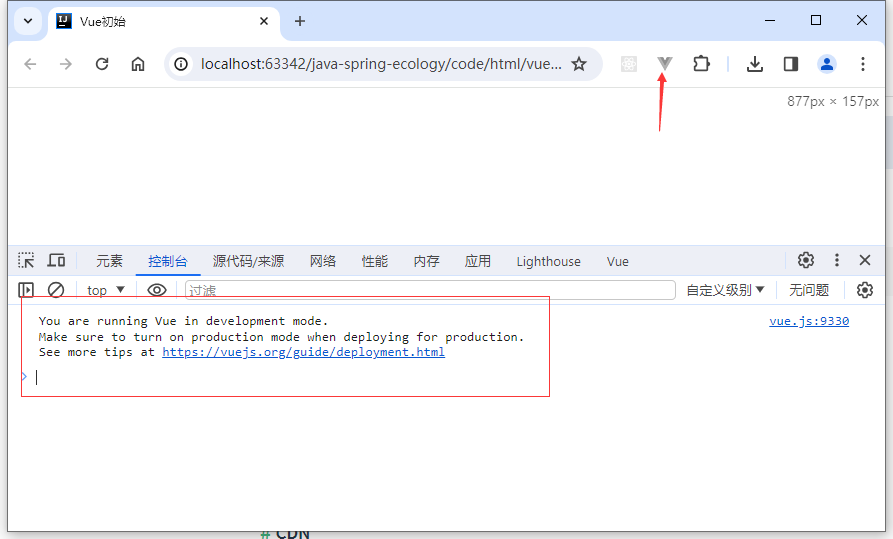 Vue初始
localhost:63342/java-spring-ecology/code/html/vue...
877px × 157px
元素 控制台 源代码/来源 网络 性能 内存 应用 Lighthouse Vue
top 过滤 自定义级别 无问题
You are running Vue in development mode. vue.js:9330
Make sure to turn on production mode when deploying for production.
See more tips at https://vuejs.org/guide/deployment.html
# CDN